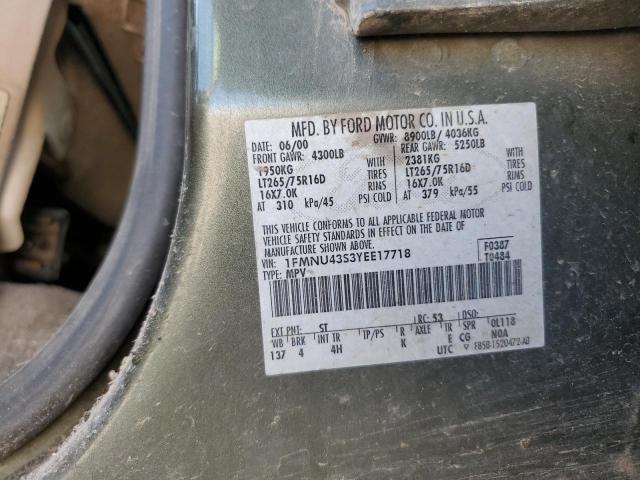 MFD. BY FORD MOTOR CO. IN U.S.A.
DATE: 06/00 GVWR: 8900LB/ 4036KG
FRONT GAWR: 4300LB REAR GAWR: 5250LB
1950KG WITH 2381KG WITH
LT265/75R16D TIRES LT265/75R16D TIRES
16X7.0K RIMS 16X7.0K RIMS
AT 310 kPa/45 PSI COLD AT 379 kPa/55 PSI COLD
THIS VEHICLE CONFORMS TO ALL APPLICABLE FEDERAL MOTOR
VEHICLE SAFETY STANDARDS IN EFFECT ON THE DATE OF
MANUFACTURE SHOWN ABOVE.
VIN: 1FMNU43S3YEE17718 F0387
TYPE: MPV T0484
EXT PNT: ST RC: 53 DSO:
WB BRK INT TR TP/PS R AXLE TR SPR 0L118
137 4 4H K E CG N0A
UTC V F85B-1520472-AB